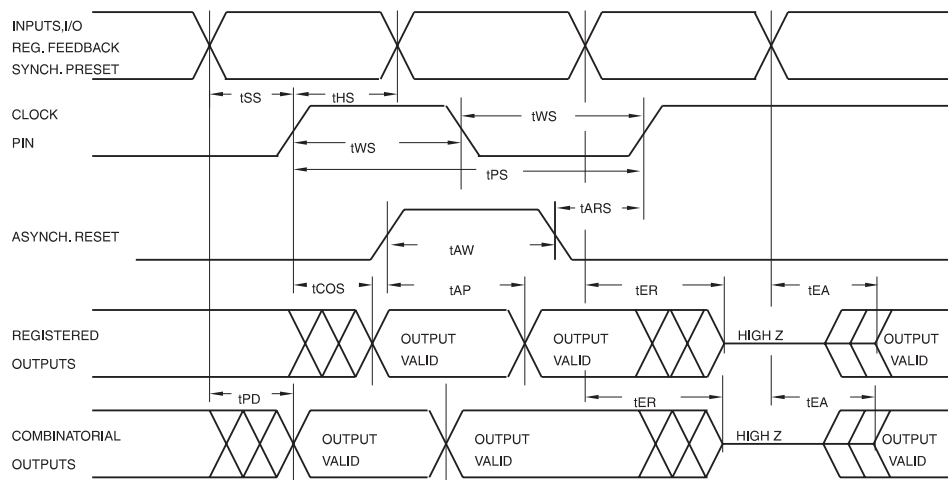 INPUTS,I/O
REG. FEEDBACK
SYNCH. PRESET
tSS
tHS
CLOCK
PIN
tWS
tWS
tPS
tARS
ASYNCH. RESET
tAW
tCOS
tAP
tER
tEA
REGISTERED
OUTPUTS
OUTPUT
VALID
OUTPUT
VALID
HIGH Z
OUTPUT
VALID
tPD
tER
tEA
COMBINATORIAL
OUTPUTS
OUTPUT
VALID
OUTPUT
VALID
HIGH Z
OUTPUT
VALID